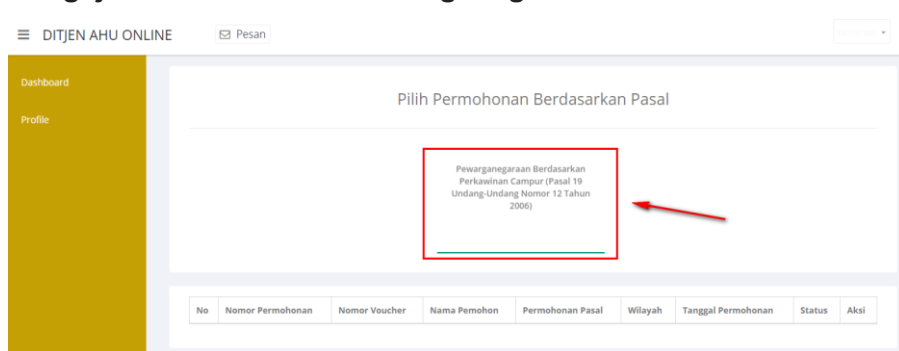 DITJEN AHU ONLINE
Pesan
Dashboard
Profile
Pilih Permohonan Berdasarkan Pasal
Pewarganegaraan Berdasarkan
Perkawinan Campur (Pasal 19
Undang-Undang Nomor 12 Tahun
2006)
No Nomor Permohonan Nomor Voucher Nama Pemohon Permohonan Pasal Wilayah Tanggal Permohonan Status Aksi